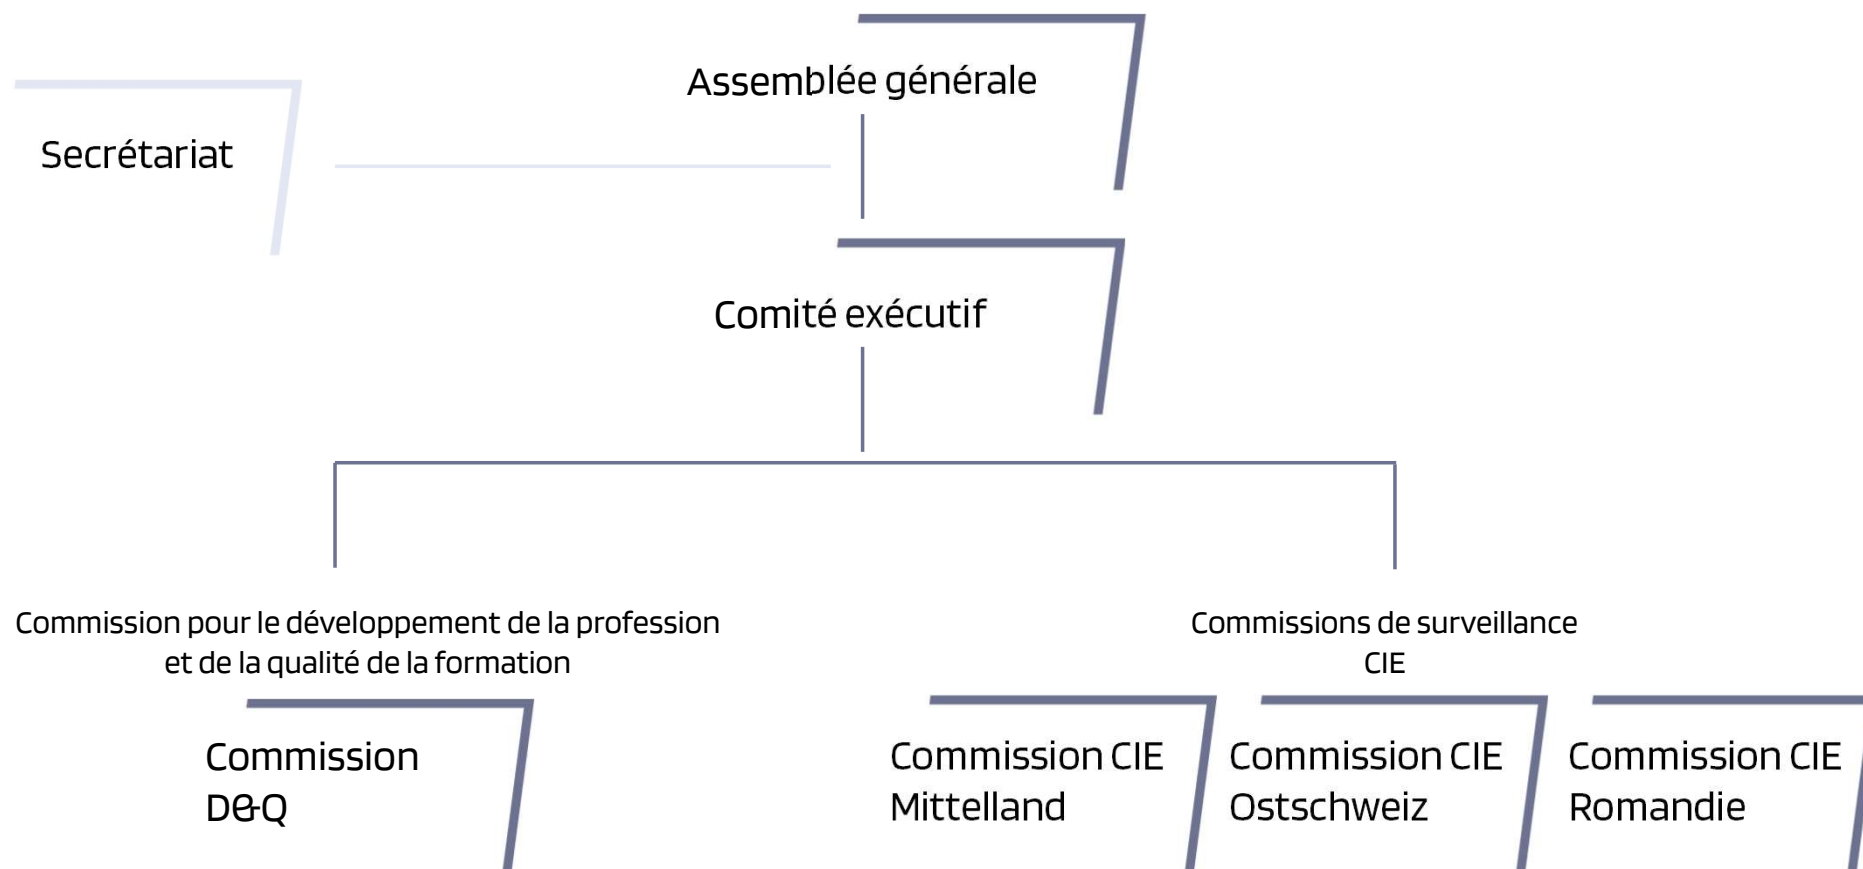 Assemblée générale
Secrétariat
Comité exécutif
Commission pour le développement de la profession
et de la qualité de la formation
Commissions de surveillance
CIE
Commission
D&Q
Commission CIE
Mittelland
Commission CIE
Ostschweiz
Commission CIE
Romandie